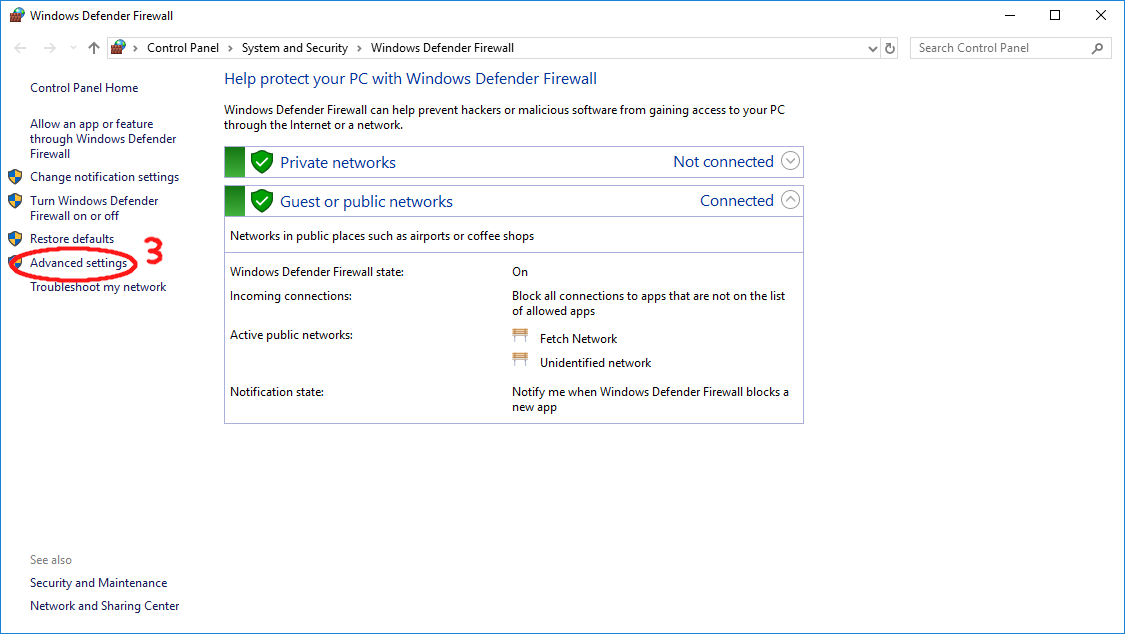 Windows Defender Firewall
Control Panel › System and Security › Windows Defender Firewall
Search Control Panel
Control Panel Home
Allow an app or feature
through Windows Defender
Firewall
Change notification settings
Turn Windows Defender
Firewall on or off
Restore defaults
Advanced settings
3
Troubleshoot my network
Help protect your PC with Windows Defender Firewall
Windows Defender Firewall can help prevent hackers or malicious software from gaining access to your PC
through the Internet or a network.
Private networks Not connected
Guest or public networks Connected
Networks in public places such as airports or coffee shops
Windows Defender Firewall state: On
Incoming connections: Block all connections to apps that are not on the list
of allowed apps
Active public networks: Fetch Network
Unidentified network
Notification state: Notify me when Windows Defender Firewall blocks a
new app
See also
Security and Maintenance
Network and Sharing Center